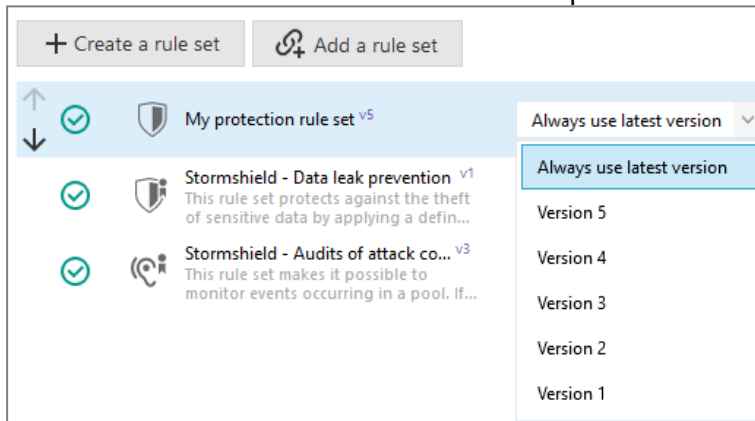 Create a rule set
Add a rule set
My protection rule set v5
Always use latest version
Always use latest version
Stormshield - Data leak prevention v1
This rule set protects against the theft
of sensitive data by applying a defin...
Version 5
Stormshield - Audits of attack co... v3
This rule set makes it possible to
monitor events occurring in a pool. If...
Version 4
Version 3
Version 2
Version 1